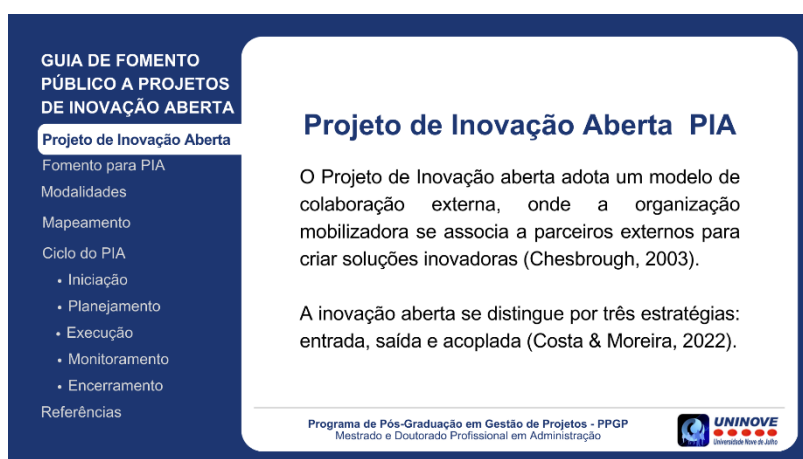 GUIA DE FOMENTO
PÚBLICO A PROJETOS
DE INOVAÇÃO ABERTA
Projeto de Inovação Aberta
Fomento para PIA
Modalidades
Mapeamento
Ciclo do PIA
• Iniciação
• Planejamento
• Execução
• Monitoramento
• Encerramento
Referências
Projeto de Inovação Aberta PIA
O Projeto de Inovação aberta adota um modelo de
colaboração externa, onde a organização
mobilizadora se associa a parceiros externos para
criar soluções inovadoras (Chesbrough, 2003).
A inovação aberta se distingue por três estratégias:
entrada, saída e acoplada (Costa & Moreira, 2022).
Programa de Pós-Graduação em Gestão de Projetos - PPGP
Mestrado e Doutorado Profissional em Administração
UNINOVE
Universidade Nove de Julho